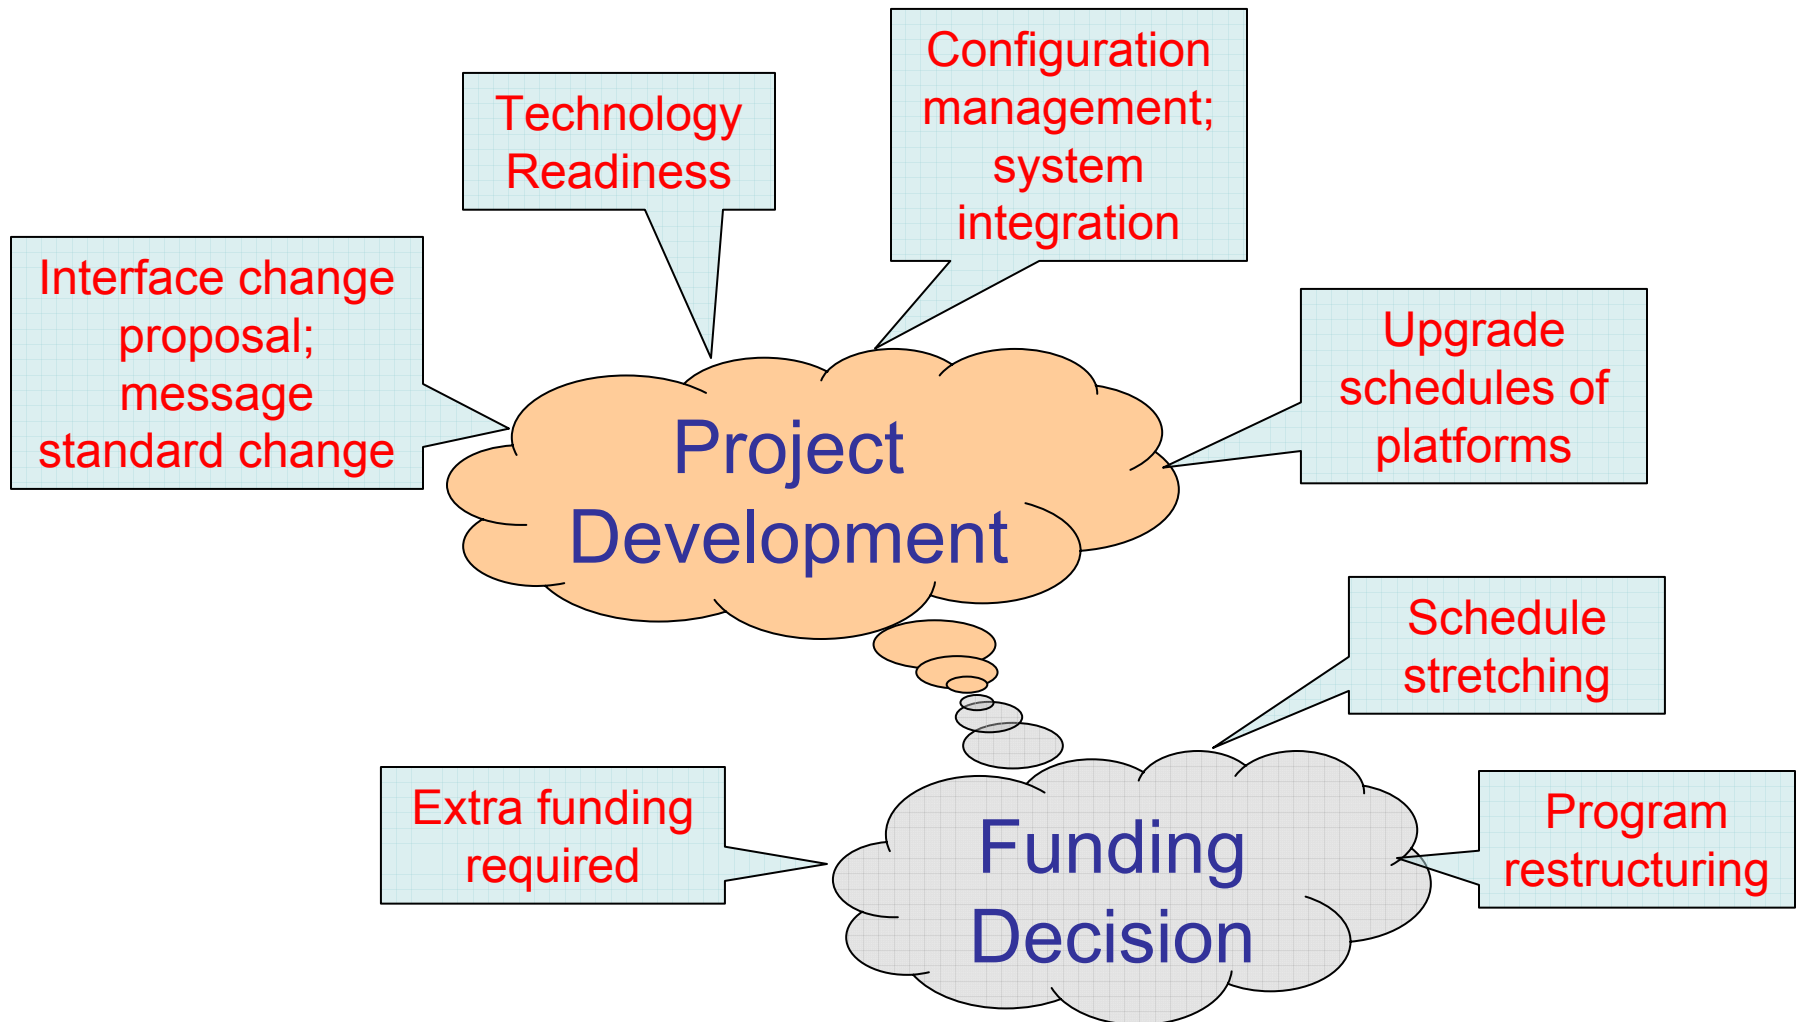 Configuration
management;
system
integration
Technology
Readiness
Interface change
proposal;
message
standard change
Upgrade
schedules of
platforms
Project
Development
Schedule
stretching
Extra funding
required
Funding
Decision
Program
restructuring